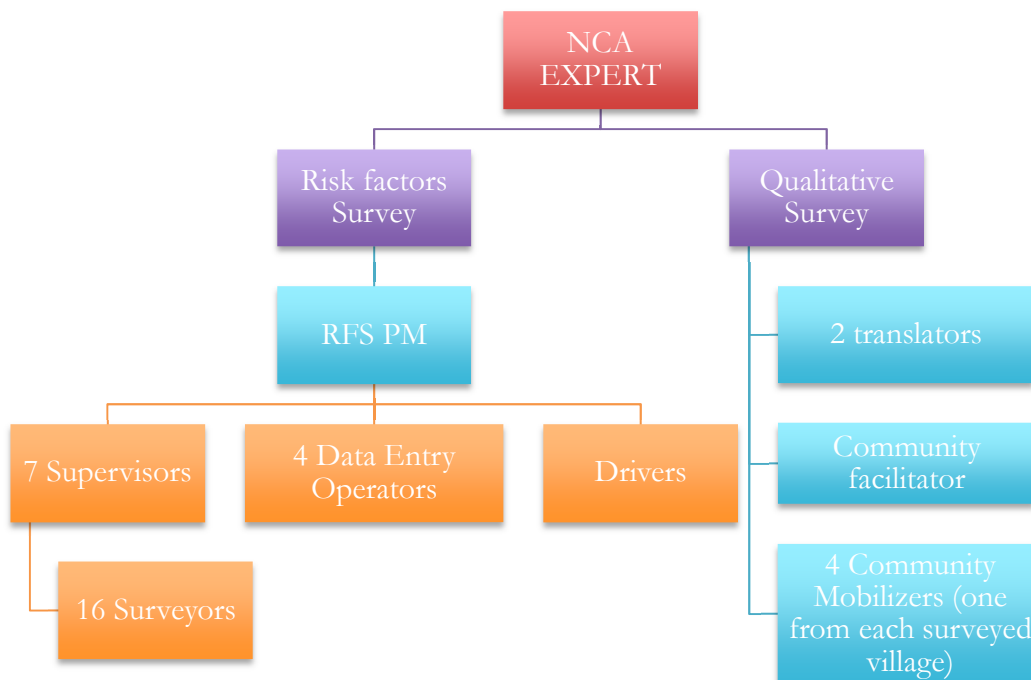 NCA
EXPERT
Risk factors
Survey
Qualitative
Survey
RFS PM
2 translators
7 Supervisors
4 Data Entry
Operators
Drivers
Community
facilitator
16 Surveyors
4 Community
Mobilizers (one
from each surveyed
village)